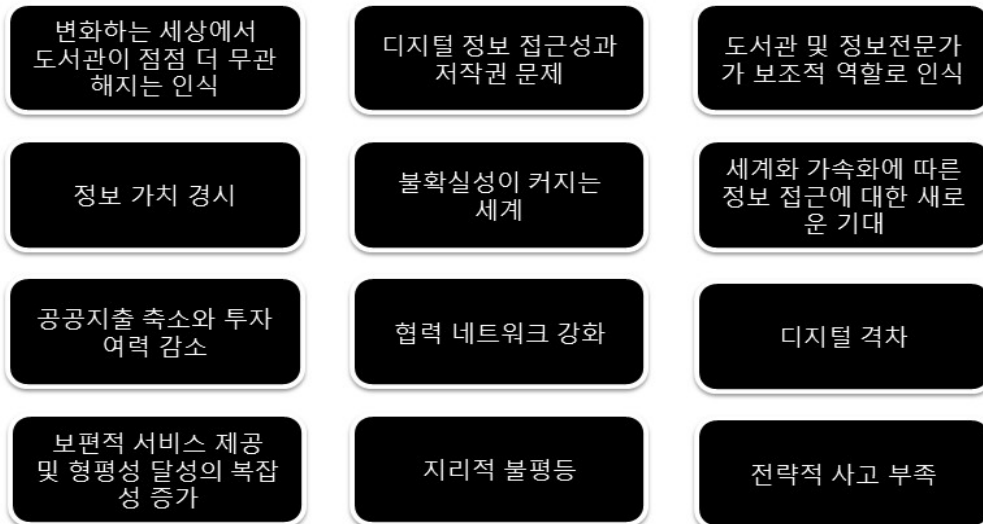 변화하는 세상에서
도서관이 점점 더 무관
해지는 인식
디지털 정보 접근성과
저작권 문제
도서관 및 정보전문가
가 보조적 역할로 인식
정보 가치 경시
불확실성이 커지는
세계
세계화 가속화에 따른
정보 접근에 대한 새로
운 기대
공공지출 축소와 투자
여력 감소
협력 네트워크 강화
디지털 격차
보편적 서비스 제공
및 형평성 달성의 복잡
성 증가
지리적 불평등
전략적 사고 부족